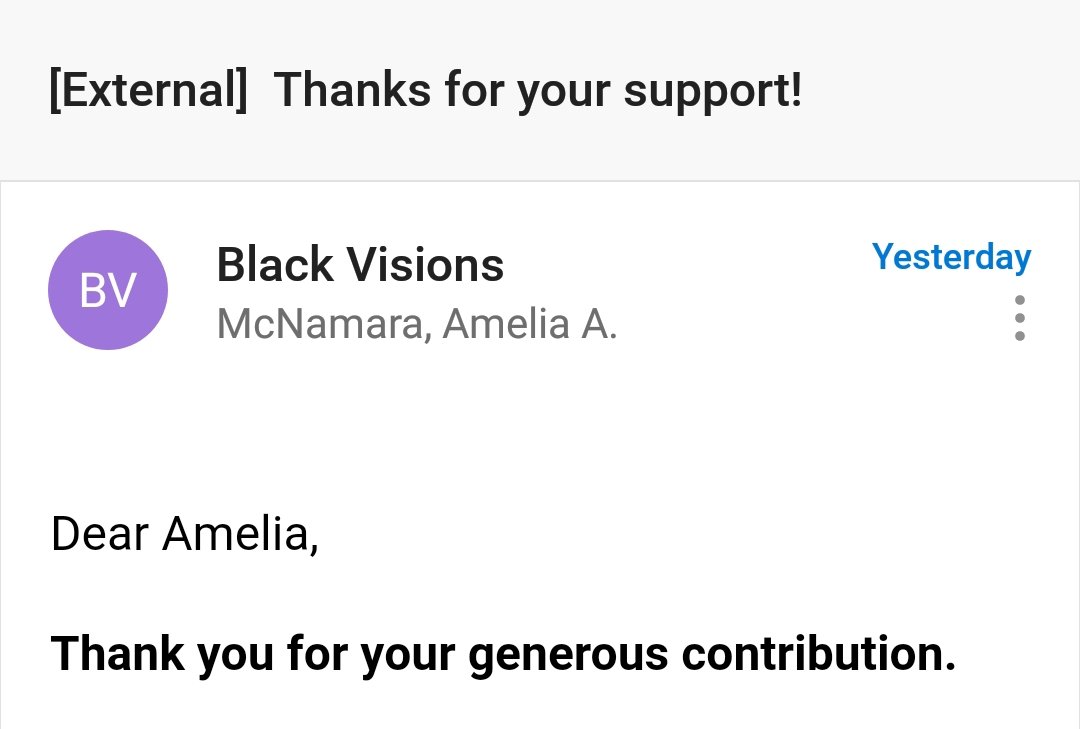 [External] Thanks for your support!
BV
Black Visions
Yesterday
McNamara, Amelia A.
Dear Amelia,
Thank you for your generous contribution.